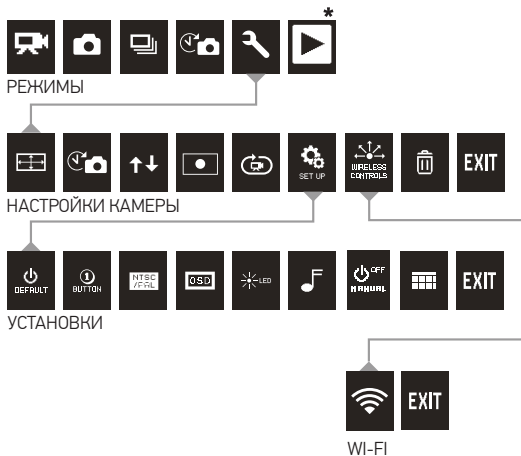 *
РЕЖИМЫ
SET UP
WIRELESS CONTROLS
EXIT
НАСТРОЙКИ КАМЕРЫ
DEFAULT
1 BUTTON
NTSC /PAL
OSD
LED
OFF MANUAL
EXIT
УСТАНОВКИ
EXIT
WI-FI